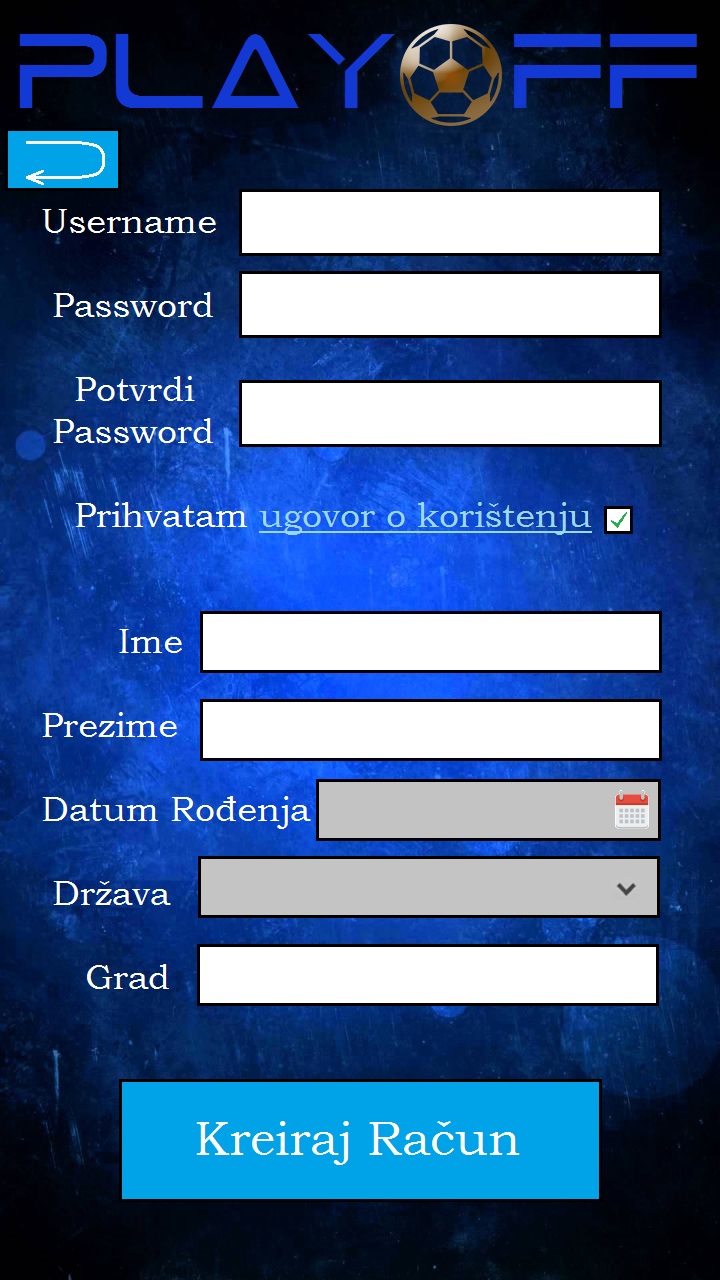 PLAYOFF
Username
Password
Potvrdi
Password
Prihvatam ugovor o korištenju
Ime
Prezime
Datum Rođenja
Država
Grad
Kreiraj Račun